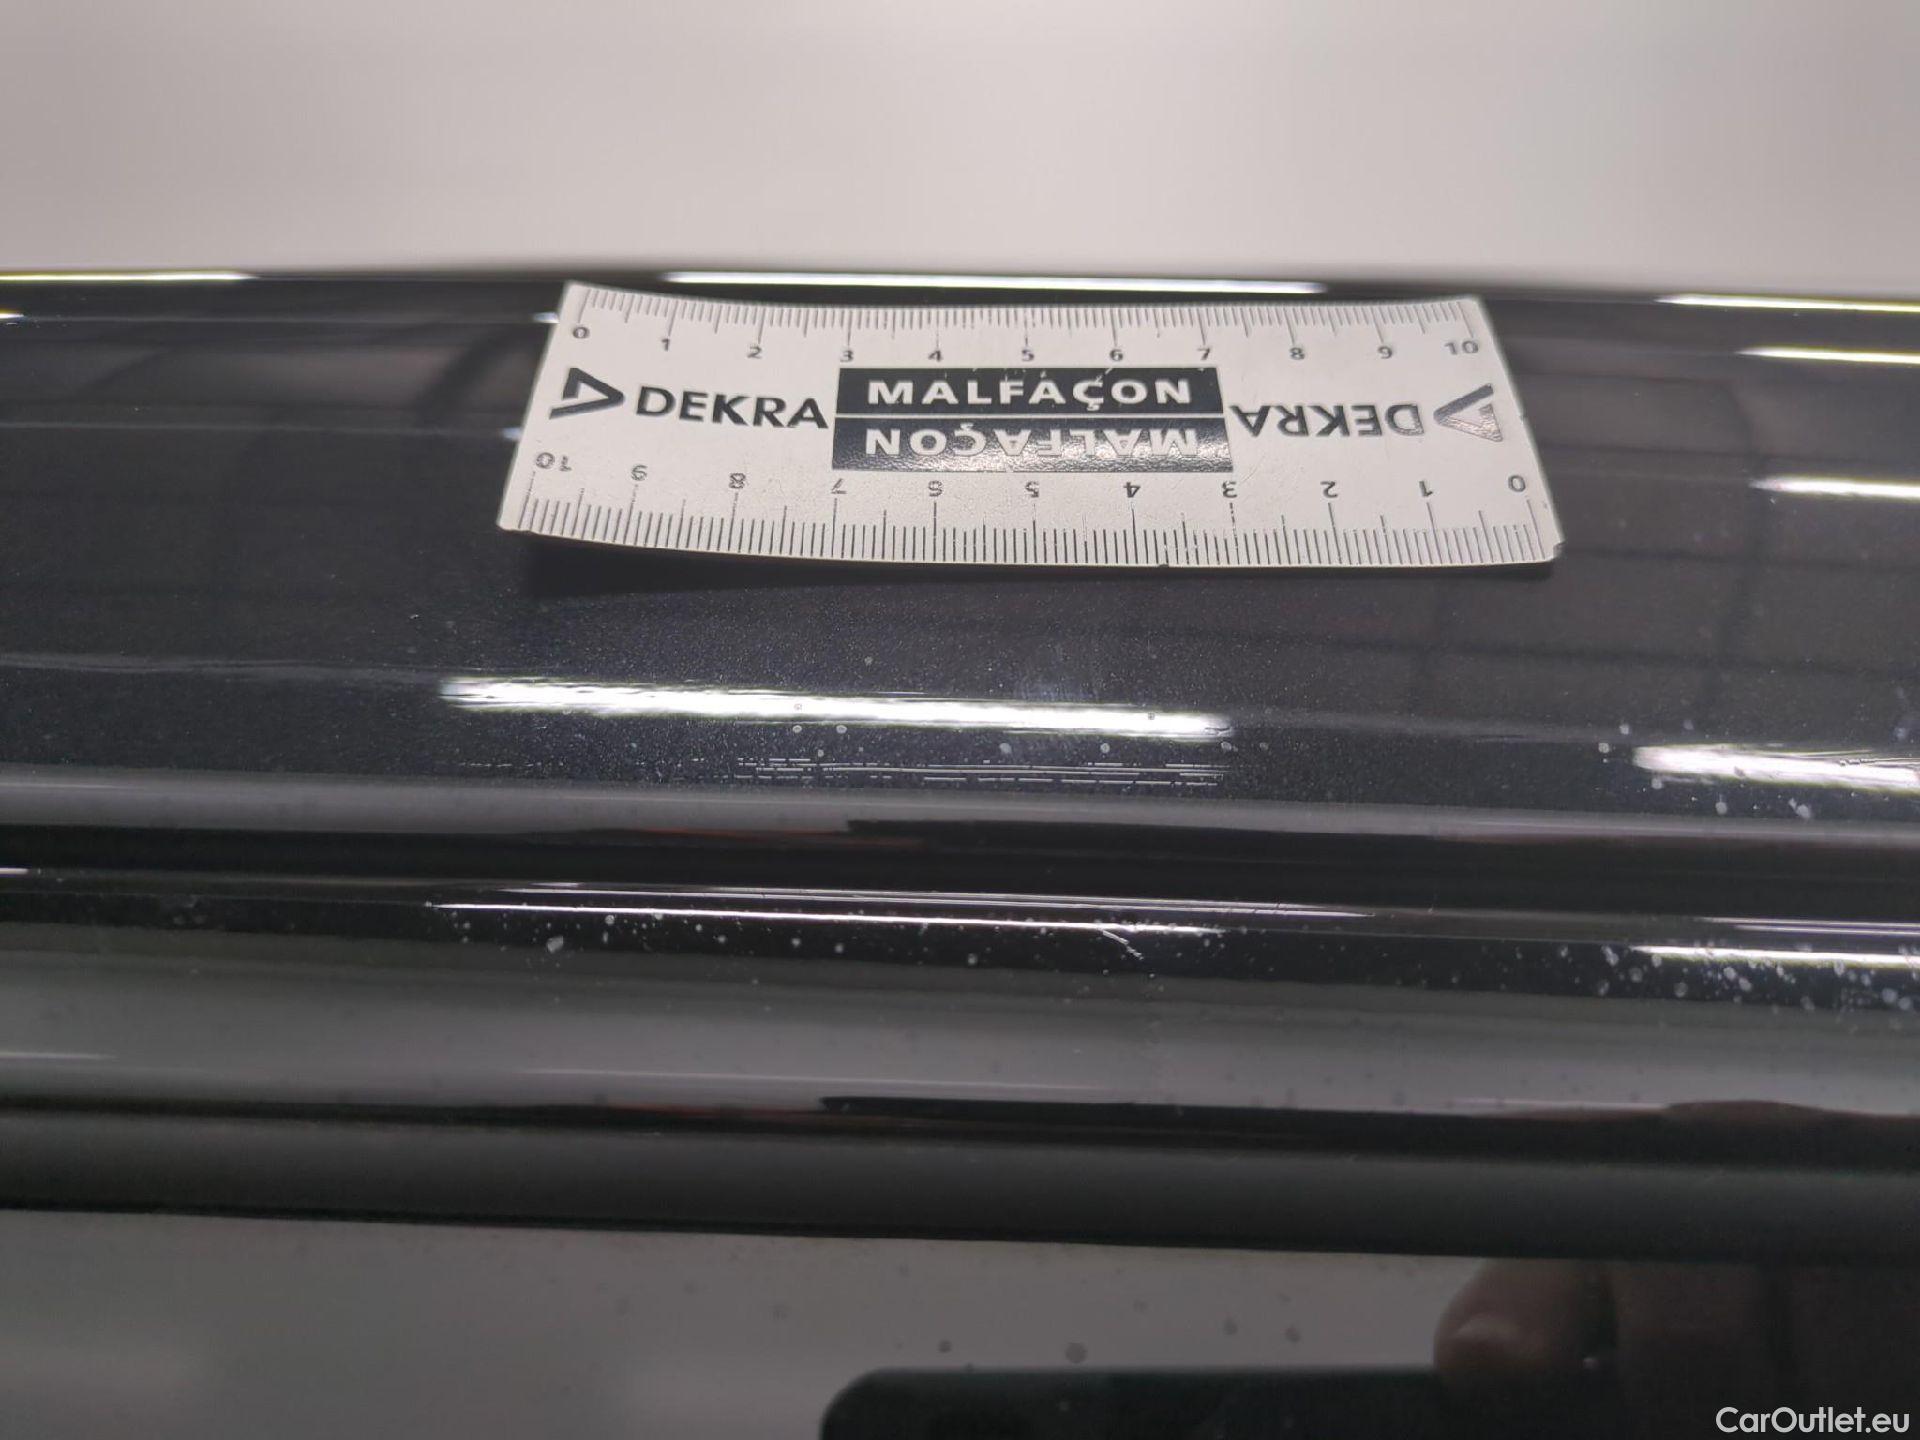 0 1 2 3 4 5 6 7 8 9 10
DEKRA MALFAÇON DEKRA
MALFAÇON
10 9 8 7 6 5 4 3 2 1 0
CarOutlet.eu